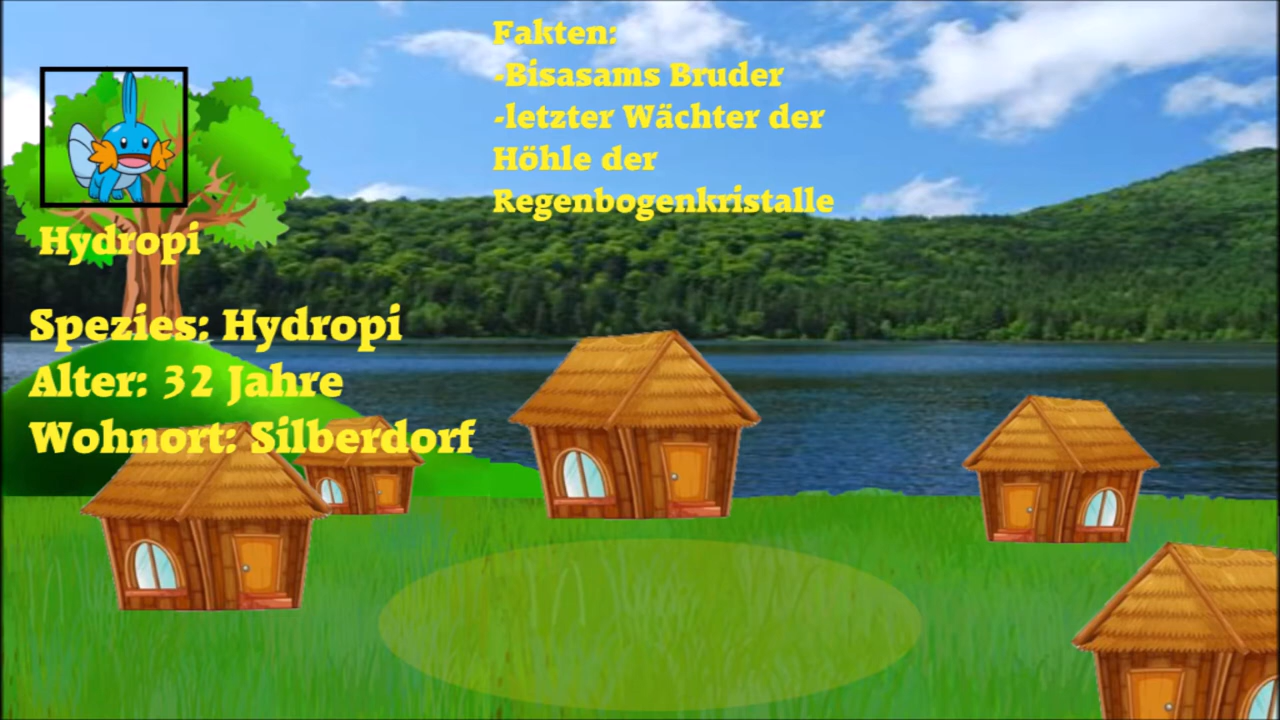 Hydropi
Spezies: Hydropi
Alter: 32 Jahre
Wohnort: Silberdorf
Fakten:
-Bisasams Bruder
-letzter Wächter der
Höhle der
Regenbogenkristalle